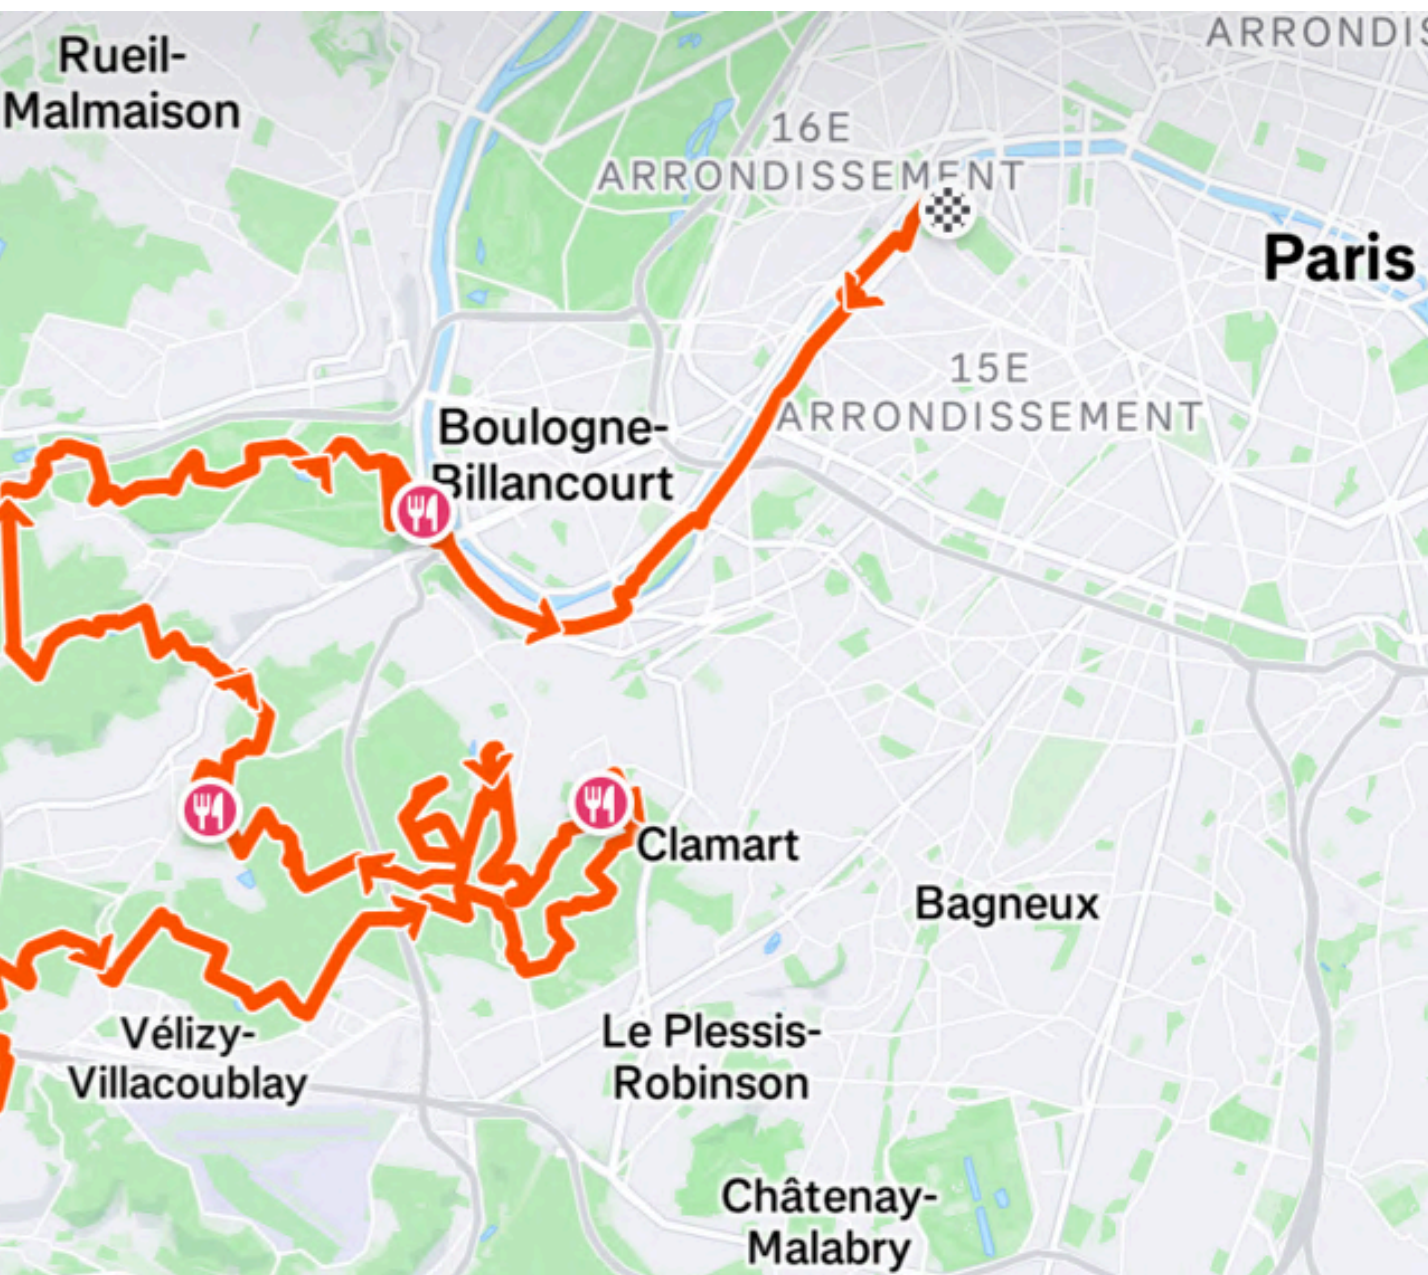 ARRONDIS
Rueil-
Malmaison
16E
ARRONDISSEMENT
Paris
15E
ARRONDISSEMENT
Boulogne-
Billancourt
Clamart
Bagneux
Vélizy-
Villacoublay
Le Plessis-
Robinson
Châtenay-
Malabry